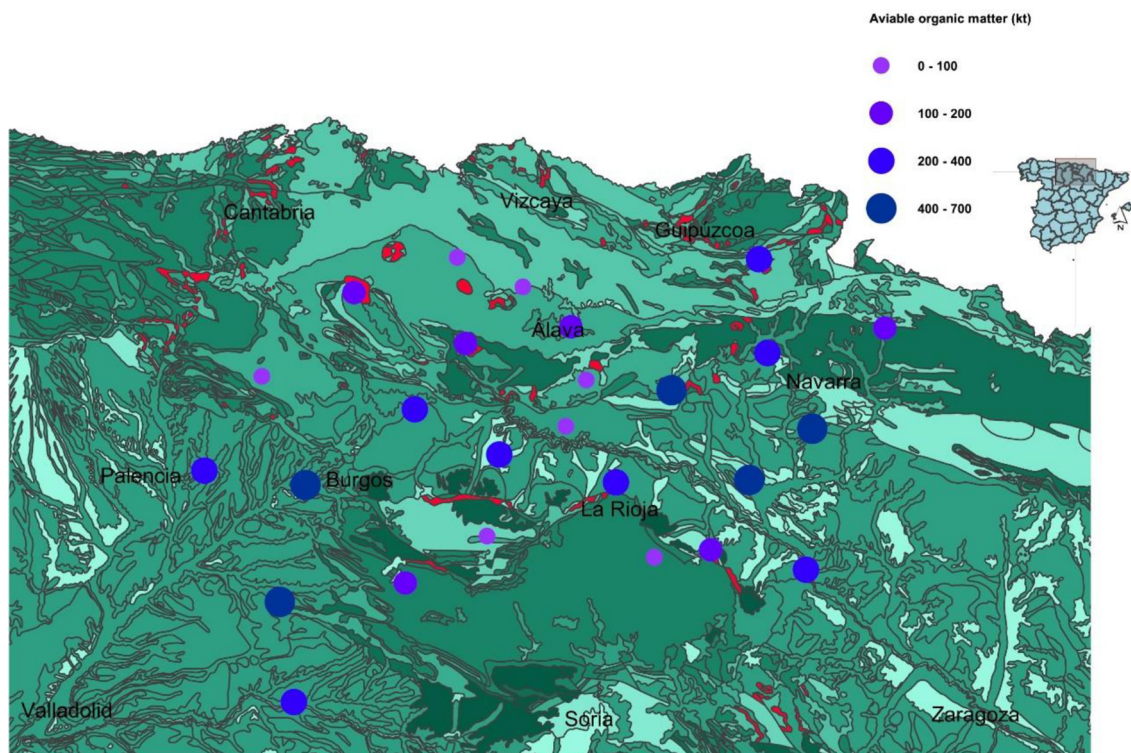 Aviable organic matter (kt)
0 - 100
100 - 200
200 - 400
400 - 700
N
Cantabria
Vizcaya
Guipúzcoa
Álava
Navarra
Palencia
Burgos
La Rioja
Valladolid
Soria
Zaragoza